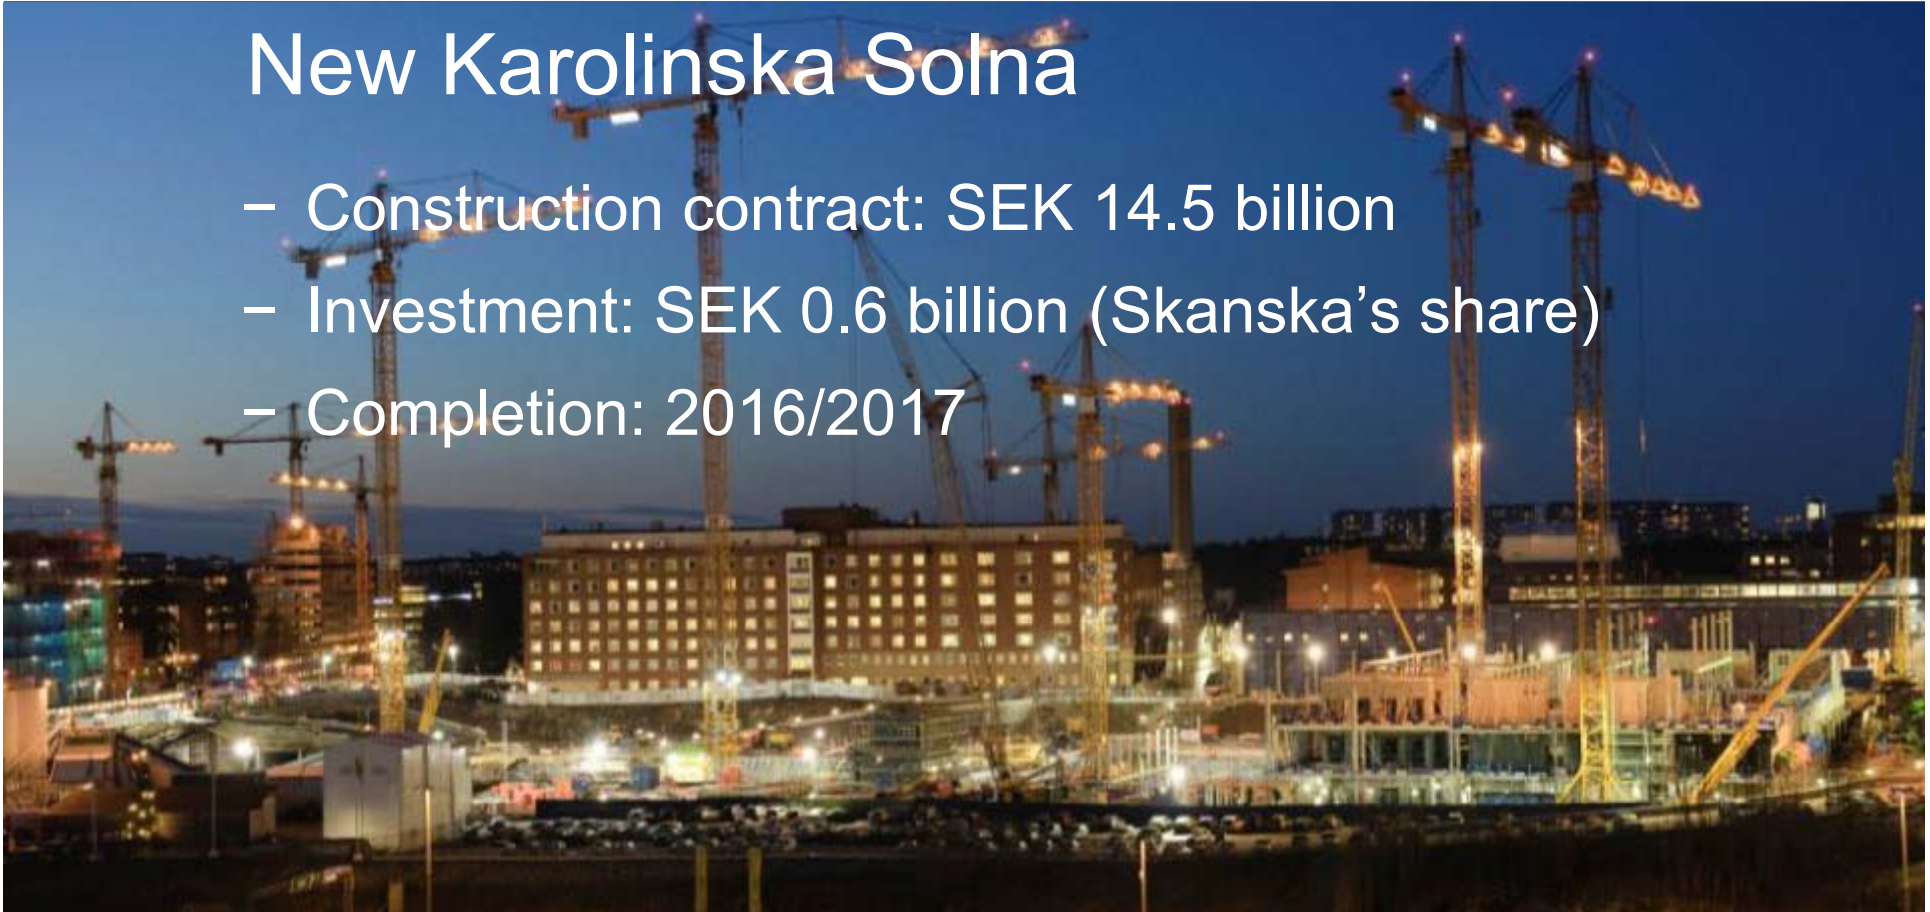 New Karolinska Solna
− Construction contract: SEK 14.5 billion
− Investment: SEK 0.6 billion (Skanska’s share)
− Completion: 2016/2017